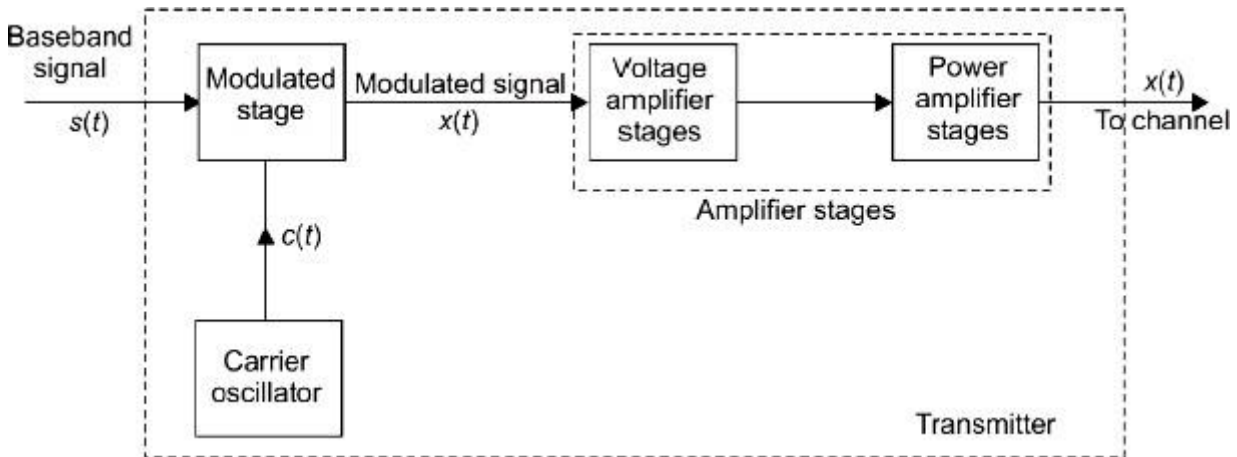 Baseband
signal
s(t)
Modulated
stage
Modulated signal
x(t)
Voltage
amplifier
stages
Power
amplifier
stages
x(t)
To channel
Amplifier stages
c(t)
Carrier
oscillator
Transmitter